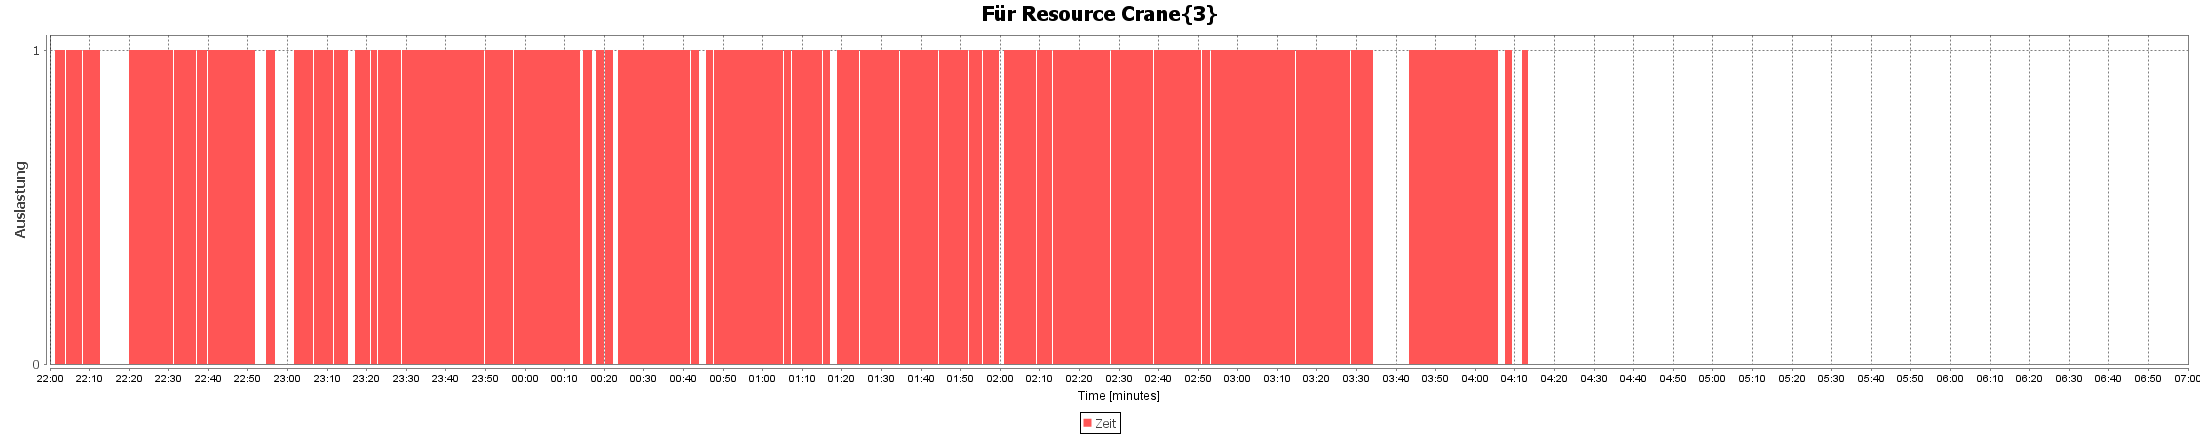 Für Resource Crane{3}
1
Auslastung
0
22:00 22:10 22:20 22:30 22:40 22:50 23:00 23:10 23:20 23:30 23:40 23:50 00:00 00:10 00:20 00:30 00:40 00:50 01:00 01:10 01:20 01:30 01:40 01:50 02:00 02:10 02:20 02:30 02:40 02:50 03:00 03:10 03:20 03:30 03:40 03:50 04:00 04:10 04:20 04:30 04:40 04:50 05:00 05:10 05:20 05:30 05:40 05:50 06:00 06:10 06:20 06:30 06:40 06:50 07:00
Time [minutes]
Zeit